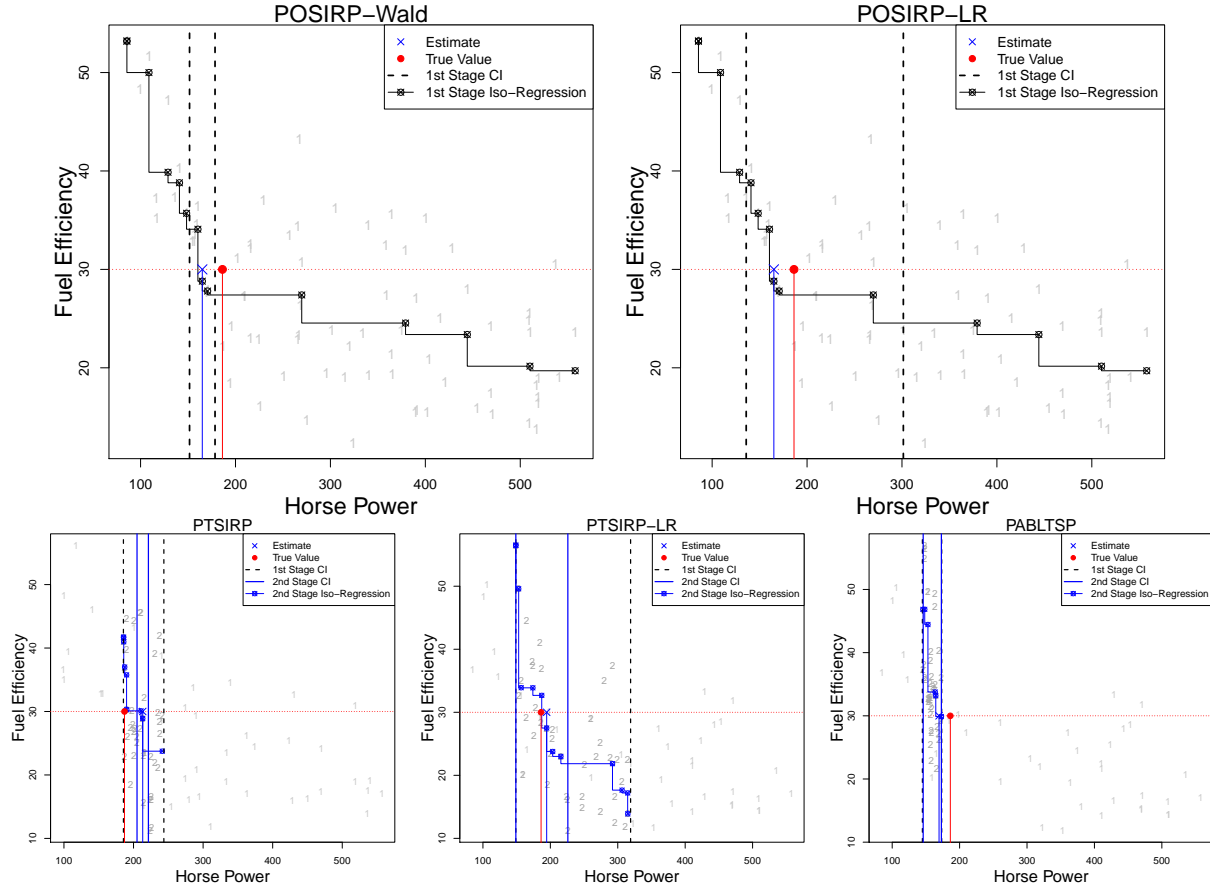 POSIRP−Wald
Estimate
True Value
1st Stage CI
1st Stage Iso−Regression
Fuel Efficiency
20
30
40
50
100
200
300
400
500
Horse Power
POSIRP−LR
Estimate
True Value
1st Stage CI
1st Stage Iso−Regression
Fuel Efficiency
20
30
40
50
100
200
300
400
500
Horse Power
PTSIRP
Estimate
True Value
1st Stage CI
2nd Stage CI
2nd Stage Iso−Regression
Fuel Efficiency
10
20
30
40
50
100
200
300
400
500
Horse Power
PTSIRP−LR
Estimate
True Value
1st Stage CI
2nd Stage CI
2nd Stage Iso−Regression
Fuel Efficiency
10
20
30
40
50
100
200
300
400
500
Horse Power
PABLTSP
Estimate
True Value
1st Stage CI
2nd Stage CI
2nd Stage Iso−Regression
Fuel Efficiency
10
20
30
40
50
100
200
300
400
500
Horse Power